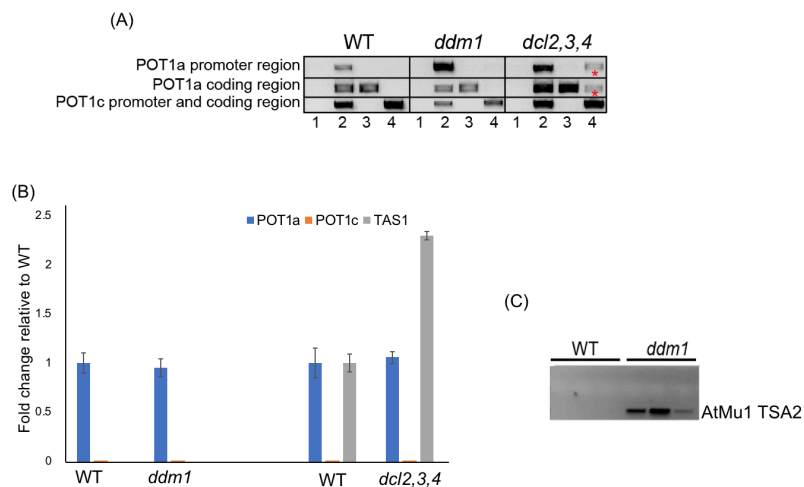 (A)
WT ddm1 dcl2,3,4
POT1a promoter region
*
POT1a coding region
*
POT1c promoter and coding region
1 2 3 4 1 2 3 4 1 2 3 4
(B)
2.5
POT1a POT1c TAS1
2
1.5
1
0.5
0
Fold change relative to WT
WT ddm1 WT dcl2,3,4
(C)
WT ddm1
AtMu1 TSA2